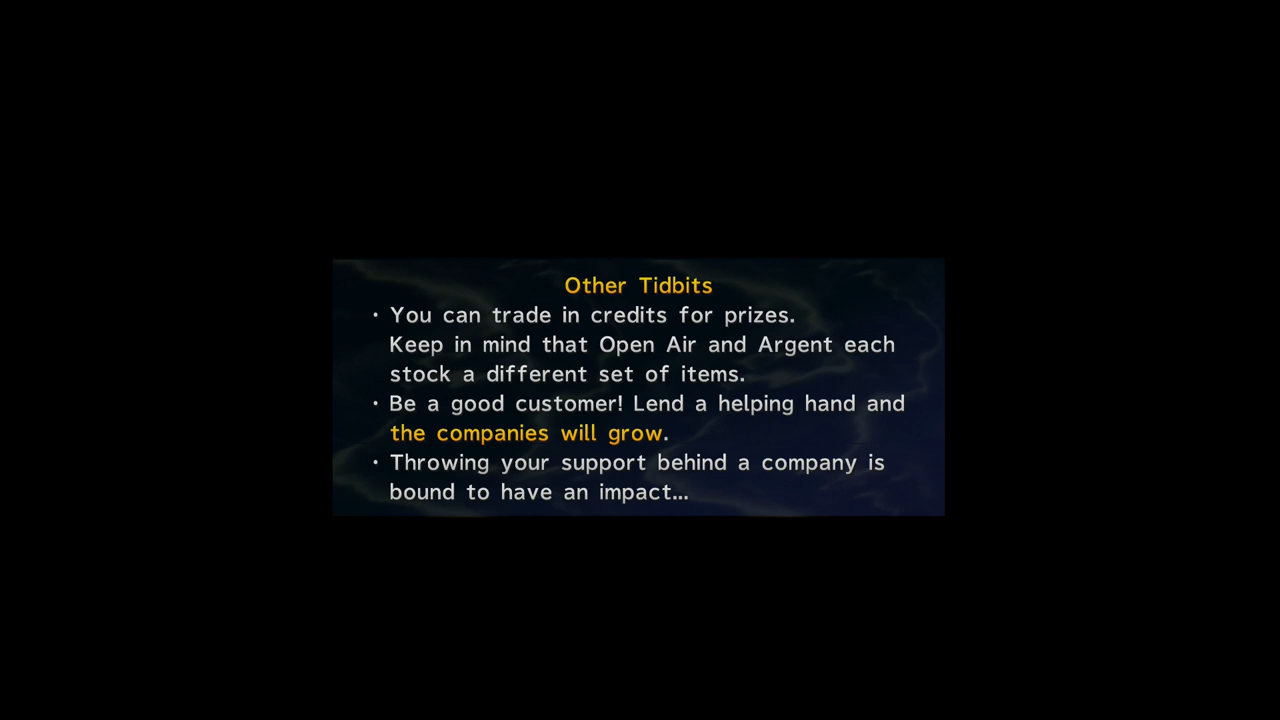 Other Tidbits
· You can trade in credits for prizes.
Keep in mind that Open Air and Argent each
stock a different set of items.
· Be a good customer! Lend a helping hand and
the companies will grow.
· Throwing your support behind a company is
bound to have an impact...